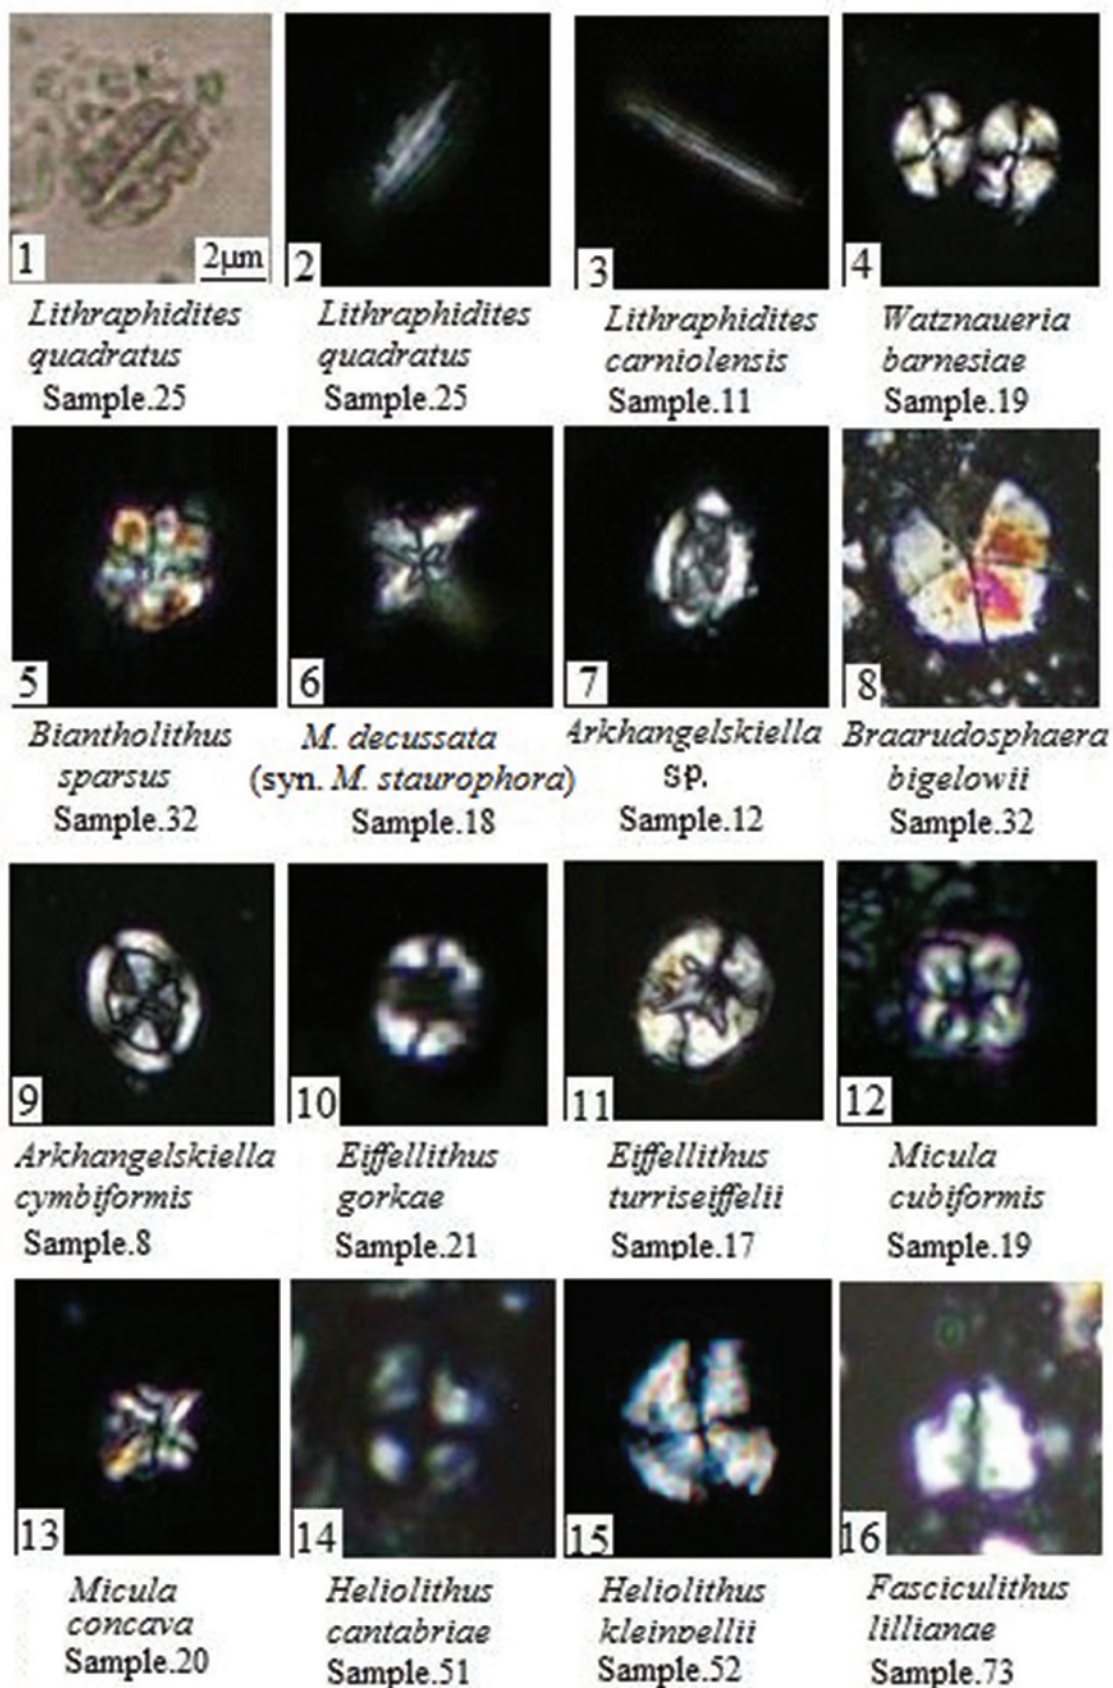 1
2μm
2
3
4
Lithraphidites
quadratus
Sample.25
Lithraphidites
quadratus
Sample.25
Lithraphidites
carniolensis
Sample.11
Watznaueria
barnesiae
Sample.19
5
6
7
8
Biantholithus
sparsus
Sample.32
M. decussata
(syn. M. staurophora)
Sample.18
Arkhangelskiella
sp.
Sample.12
Braarudosphaera
bigelowii
Sample.32
9
10
11
12
Arkhangelskiella
cymbiformis
Sample.8
Eiffellithus
gorkae
Sample.21
Eiffellithus
turriseiffelii
Sample.17
Micula
cubiformis
Sample.19
13
14
15
16
Micula
concava
Sample.20
Heliolithus
cantabriae
Sample.51
Heliolithus
kleinpellii
Sample.52
Fasciculithus
lillianae
Sample.73